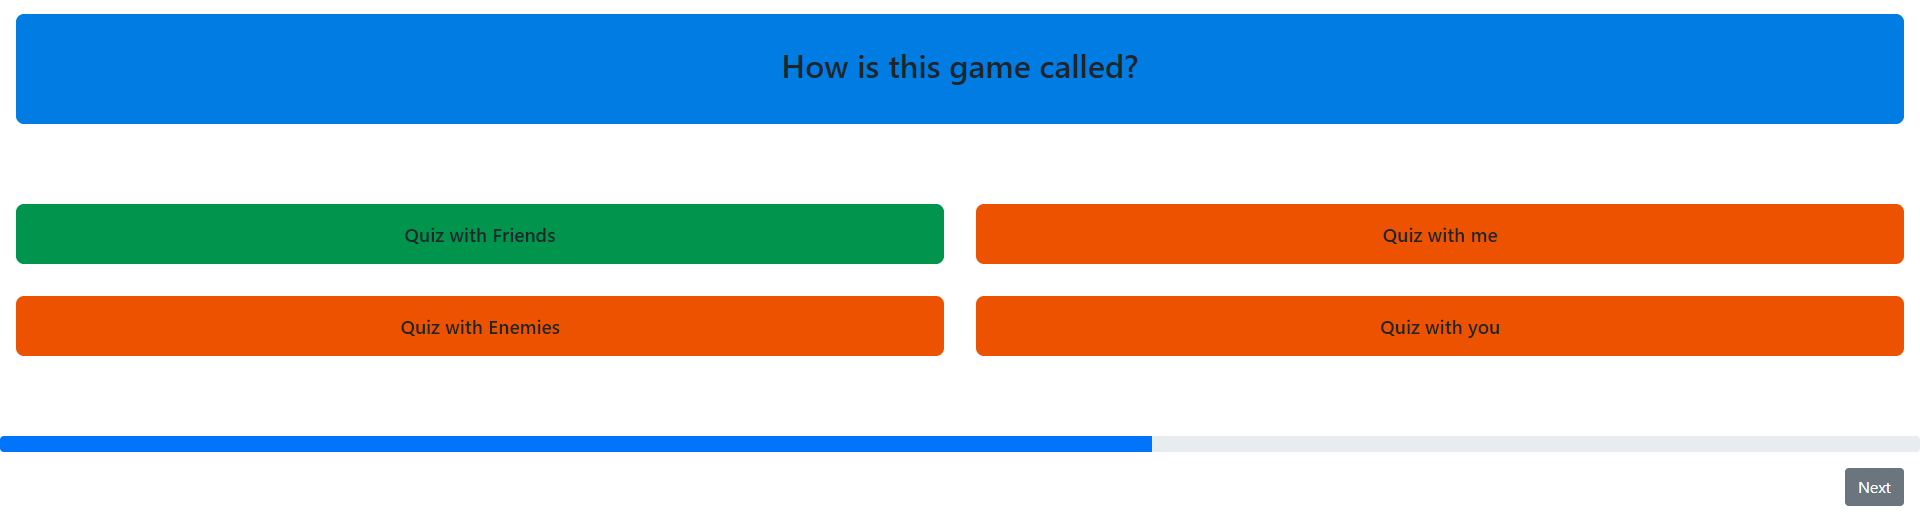 How is this game called?
Quiz with Friends
Quiz with me
Quiz with Enemies
Quiz with you
Next